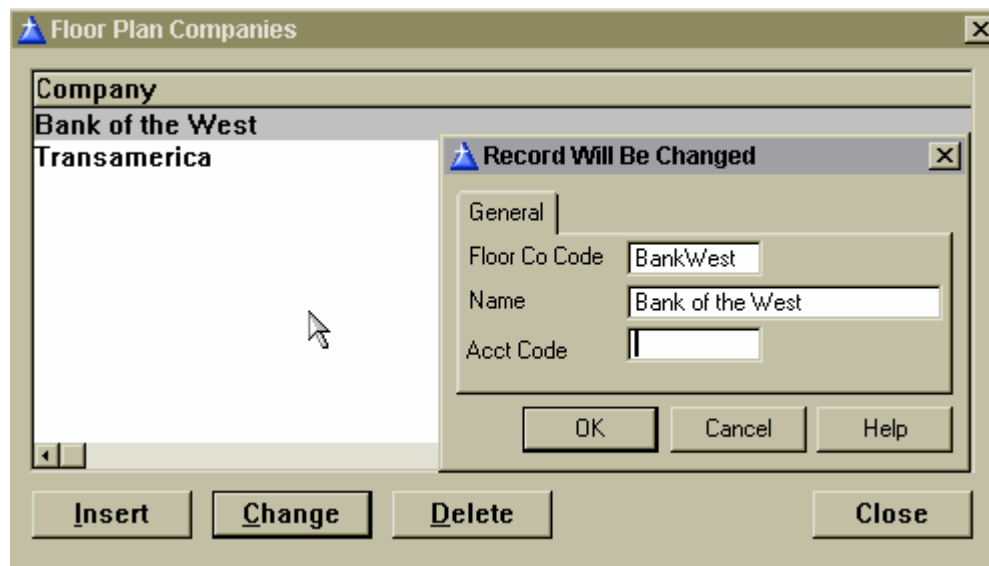 Floor Plan Companies
Company
Bank of the West
Transamerica
Record Will Be Changed
General
Floor Co Code BankWest
Name Bank of the West
Acct Code
OK Cancel Help
Insert Change Delete Close